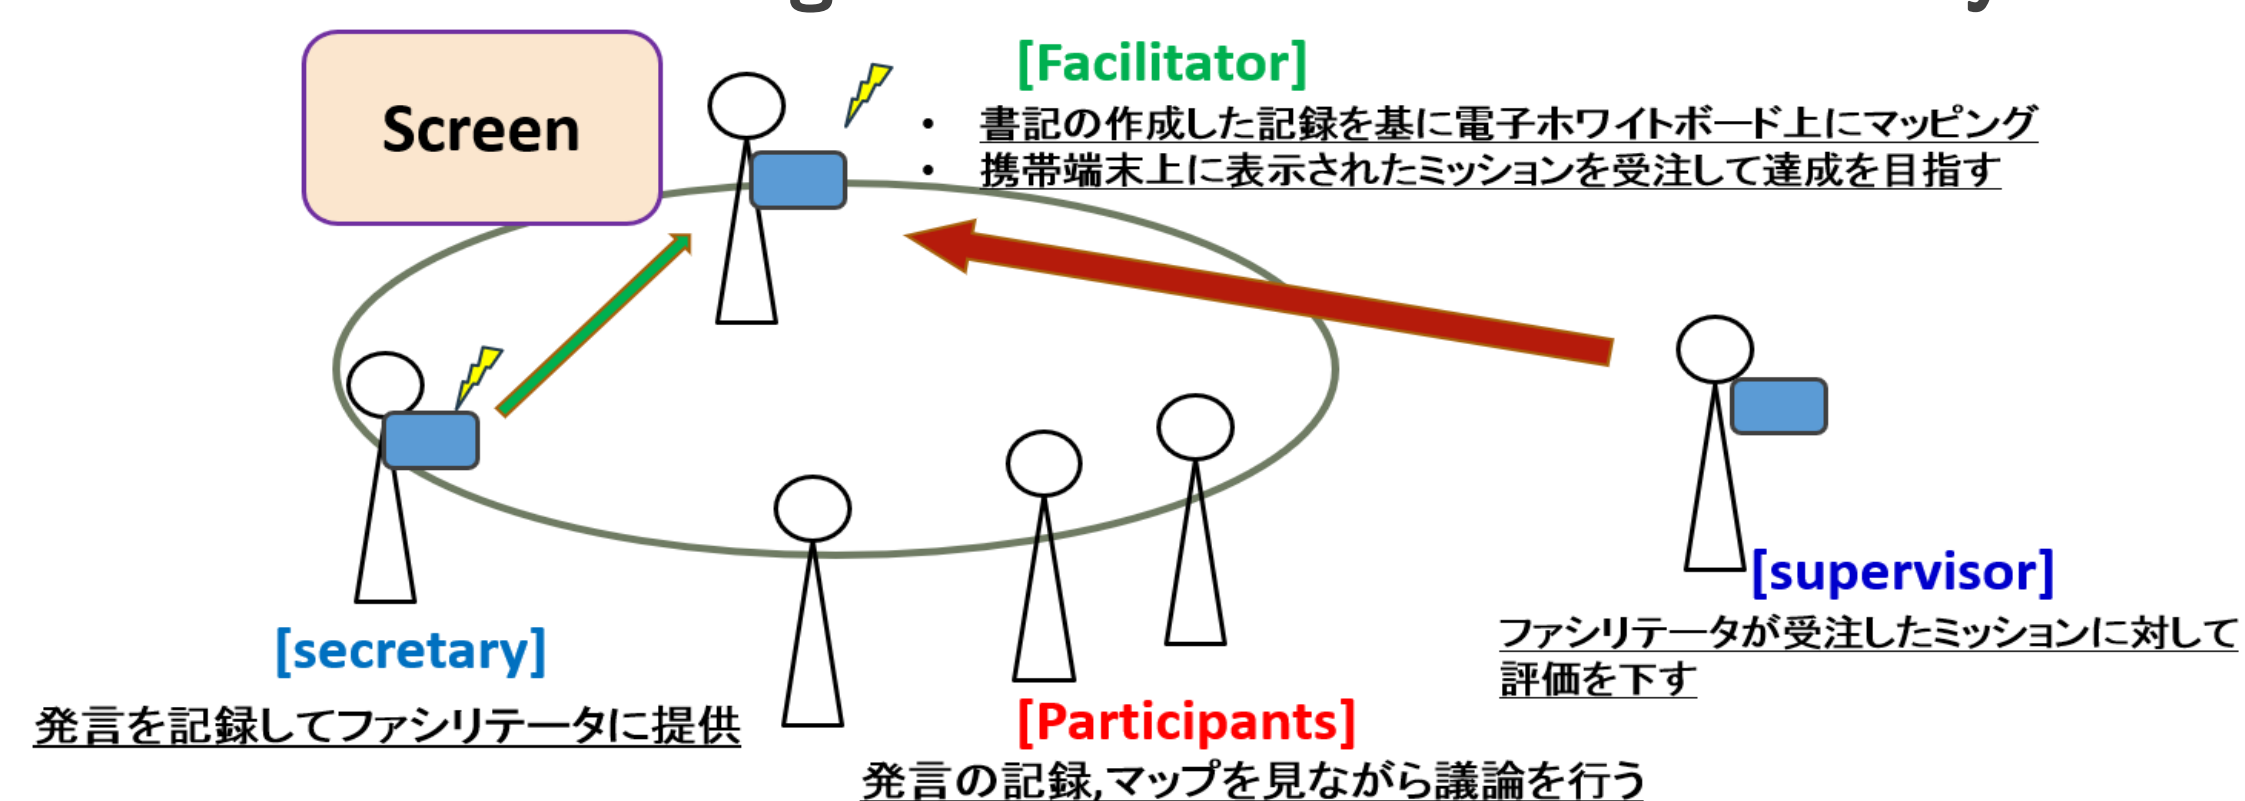 Screen
[Facilitator]
• 書記の作成した記録を基に電子ホワイトボード上にマッピング
• 携帯端末上に表示されたミッションを受注して達成を目指す
[supervisor]
ファシリテータが受注したミッションに対して
評価を下す
[secretary]
発言を記録してファシリテータに提供
[Participants]
発言の記録,マップを見ながら議論を行う